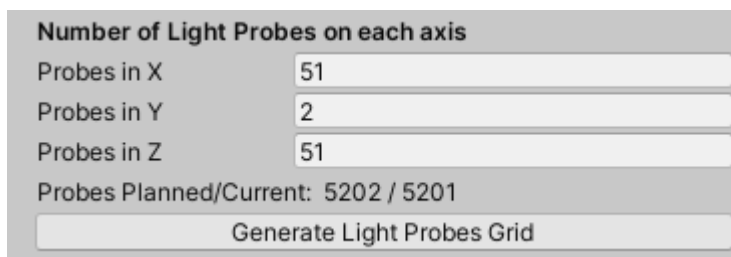 Number of Light Probes on each axis
Probes in X 51
Probes in Y 2
Probes in Z 51
Probes Planned/Current: 5202 / 5201
Generate Light Probes Grid